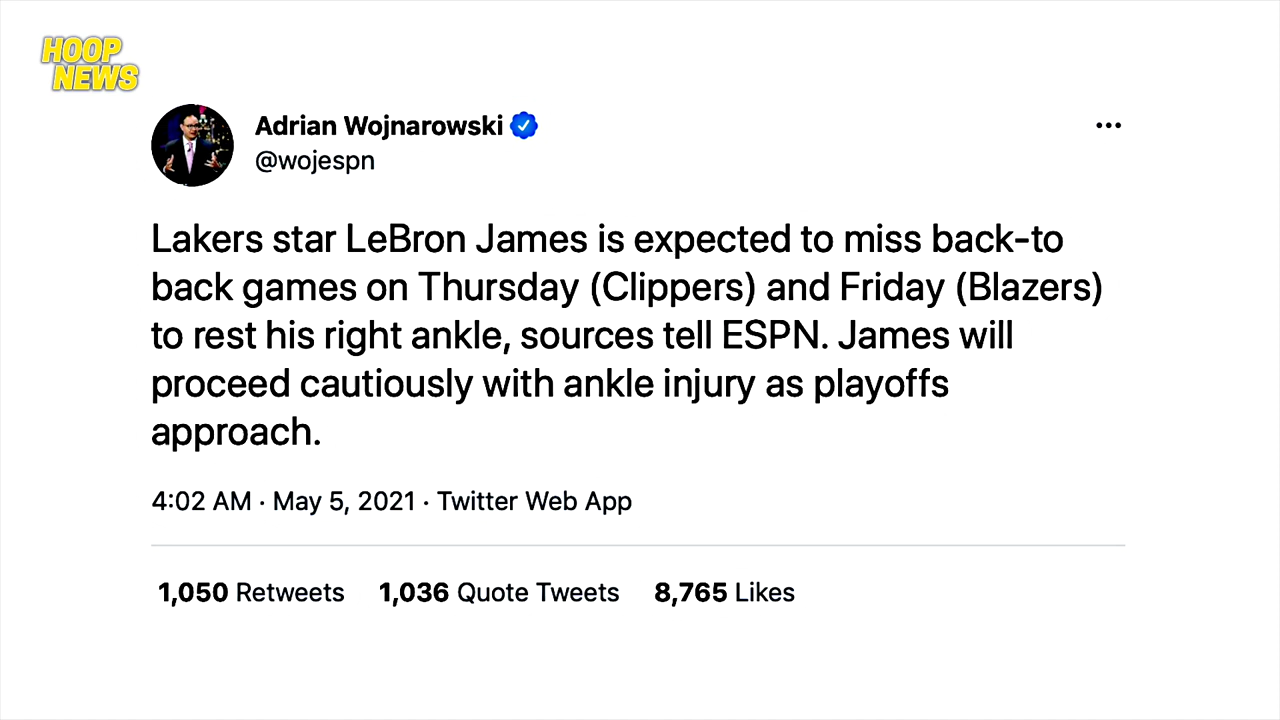 HOOP
NEWS
Adrian Wojnarowski
@wojespn
Lakers star LeBron James is expected to miss back-to
back games on Thursday (Clippers) and Friday (Blazers)
to rest his right ankle, sources tell ESPN. James will
proceed cautiously with ankle injury as playoffs
approach.
4:02 AM · May 5, 2021 · Twitter Web App
1,050 Retweets 1,036 Quote Tweets 8,765 Likes